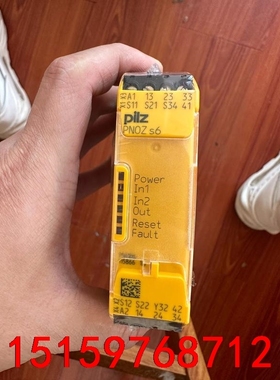 A1 13 23 33
S11 S21 S34 41
pilz
PNOZ s6
Power
In1
In2
Out
Reset
Fault
S12 S22 Y32 42
A2 14 24 34
15159768712